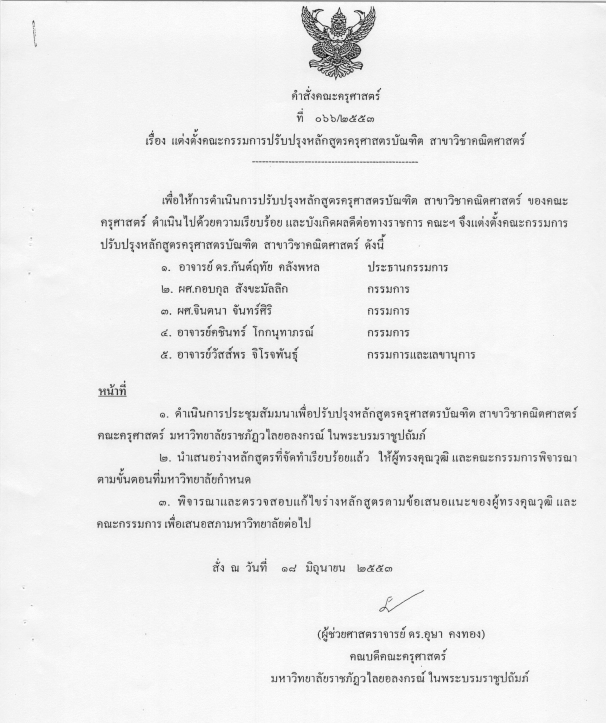 คำสั่งคณะครุศาสตร์
ที่ ๐๖๖/๒๕๕๓
เรื่อง แต่งตั้งคณะกรรมการปรับปรุงหลักสูตรครุศาสตรบัณฑิต สาขาวิชาคณิตศาสตร์
เพื่อให้การดำเนินการปรับปรุงหลักสูตรครุศาสตรบัณฑิต สาขาวิชาคณิตศาสตร์ ของคณะ
ครุศาสตร์ ดำเนินไปด้วยความเรียบร้อย และบังเกิดผลดีต่อทางราชการ คณะฯ จึงแต่งตั้งคณะกรรมการ
ปรับปรุงหลักสูตรครุศาสตรบัณฑิต สาขาวิชาคณิตศาสตร์ ดังนี้
๑. อาจารย์ ดร.กันต์ฤทัย คลังพหล ประธานกรรมการ
๒. ผศ.กอบกุล สังขะมัลลิก กรรมการ
๓. ผศ.จินตนา จันทร์ศิริ กรรมการ
๔. อาจารย์คชินทร์ โกกนุทาภรณ์ กรรมการ
๕. อาจารย์วัสส์พร จิโรจพันธุ์ กรรมการและเลขานุการ
หน้าที่
๑. ดำเนินการประชุมสัมมนาเพื่อปรับปรุงหลักสูตรครุศาสตรบัณฑิต สาขาวิชาคณิตศาสตร์
คณะครุศาสตร์ มหาวิทยาลัยราชภัฏวไลยอลงกรณ์ ในพระบรมราชูปถัมภ์
๒. นำเสนอร่างหลักสูตรที่จัดทำเรียบร้อยแล้ว ให้ผู้ทรงคุณวุฒิ และคณะกรรมการพิจารณา
ตามขั้นตอนที่มหาวิทยาลัยกำหนด
๓. พิจารณาและตรวจสอบแก้ไขร่างหลักสูตรตามข้อเสนอแนะของผู้ทรงคุณวุฒิ และ
คณะกรรมการ เพื่อเสนอสภามหาวิทยาลัยต่อไป
สั่ง ณ วันที่ ๑๘ มิถุนายน ๒๕๕๓
(ผู้ช่วยศาสตราจารย์ ดร.อุษา คงทอง)
คณบดีคณะครุศาสตร์
มหาวิทยาลัยราชภัฏวไลยอลงกรณ์ ในพระบรมราชูปถัมภ์